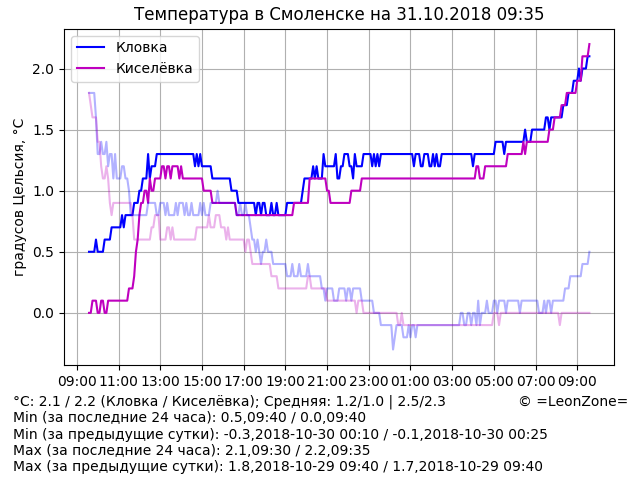 Температура в Смоленске на 31.10.2018 09:35
Кловка
Киселёвка
градусов Цельсия, °C
2.0
1.5
1.0
0.5
0.0
09:00 11:00 13:00 15:00 17:00 19:00 21:00 23:00 01:00 03:00 05:00 07:00 09:00
°C: 2.1 / 2.2 (Кловка / Киселёвка); Средняя: 1.2/1.0 | 2.5/2.3 © =LeonZone=
Min (за последние 24 часа): 0.5,09:40 / 0.0,09:40
Min (за предыдущие сутки): -0.3,2018-10-30 00:10 / -0.1,2018-10-30 00:25
Max (за последние 24 часа): 2.1,09:30 / 2.2,09:35
Max (за предыдущие сутки): 1.8,2018-10-29 09:40 / 1.7,2018-10-29 09:40